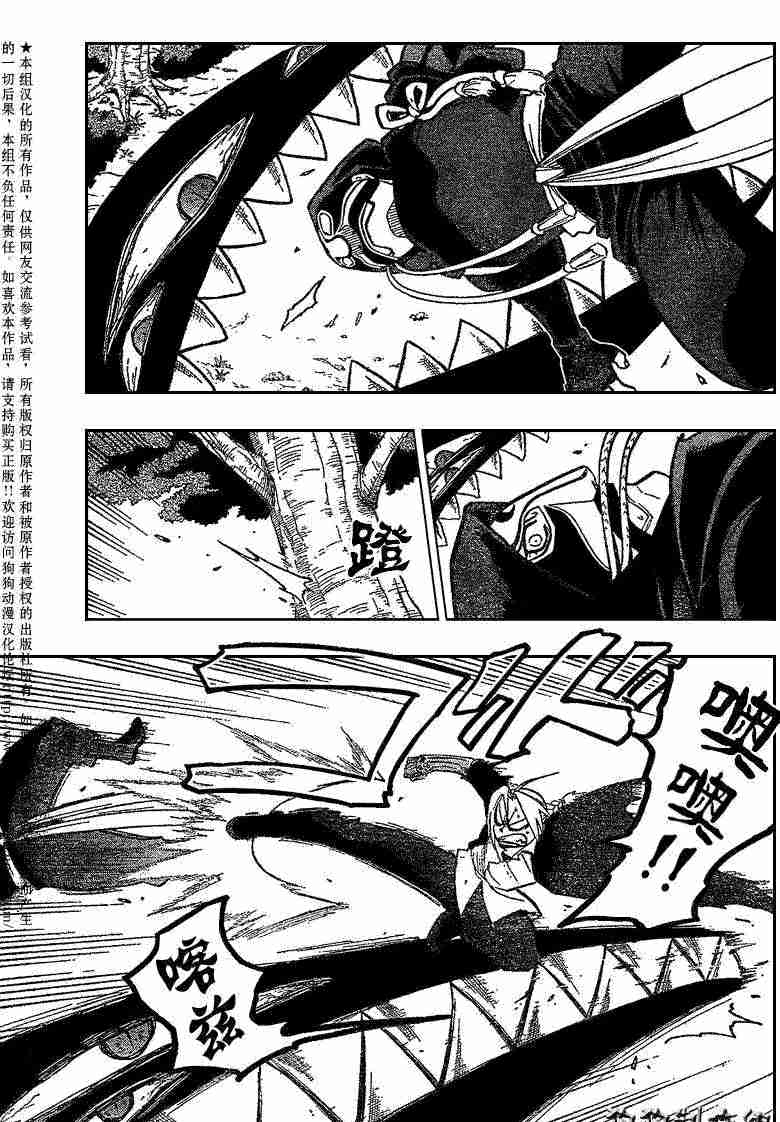 ★本组汉化的所有作品，仅供网友交流参考试看，所有版权归原作者和被原作者授权的出版社所有
的一切后果，本组不负任何责任。如喜欢本作品，请支持购买正版!!欢迎访问狗狗动漫汉化论坛
蹬
噢噢!!
喀兹